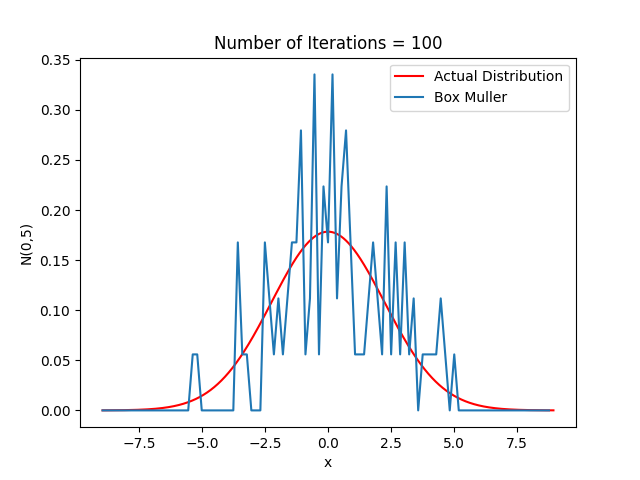 Number of Iterations = 100
Actual Distribution
Box Muller
N(0,5)
0.35
0.30
0.25
0.20
0.15
0.10
0.05
0.00
−7.5 −5.0 −2.5 0.0 2.5 5.0 7.5
x